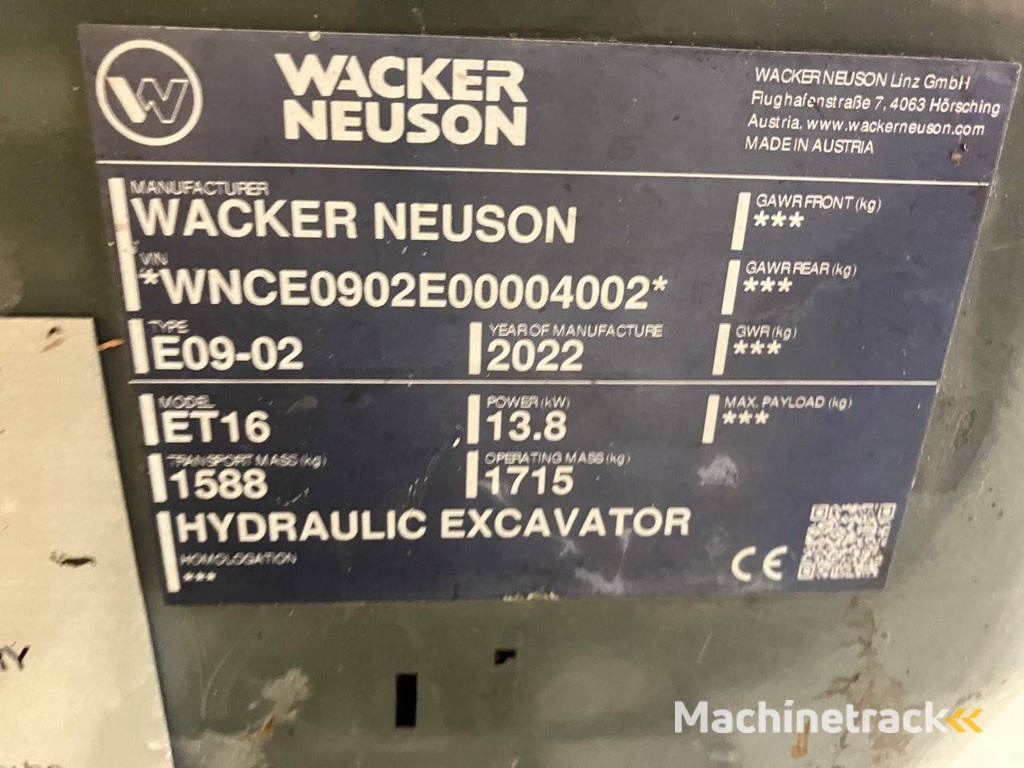 W
WACKER
NEUSON
WACKER NEUSON Linz GmbH
Flughafenstraße 7, 4063 Hörsching
Austria, www.wackerneuson.com
MADE IN AUSTRIA
MANUFACTURER
WACKER NEUSON
VIN
*WNCE0902E00004002*
TYPE
E09-02
YEAR OF MANUFACTURE
2022
MODEL
ET16
POWER (kW)
13.8
TRANSPORT MASS (kg)
1588
OPERATING MASS (kg)
1715
HYDRAULIC EXCAVATOR
HOMOLOGATION
***
GAWR FRONT (kg)
***
GAWR REAR (kg)
***
GWR (kg)
***
MAX. PAYLOAD (kg)
***
CE
Machinetrack